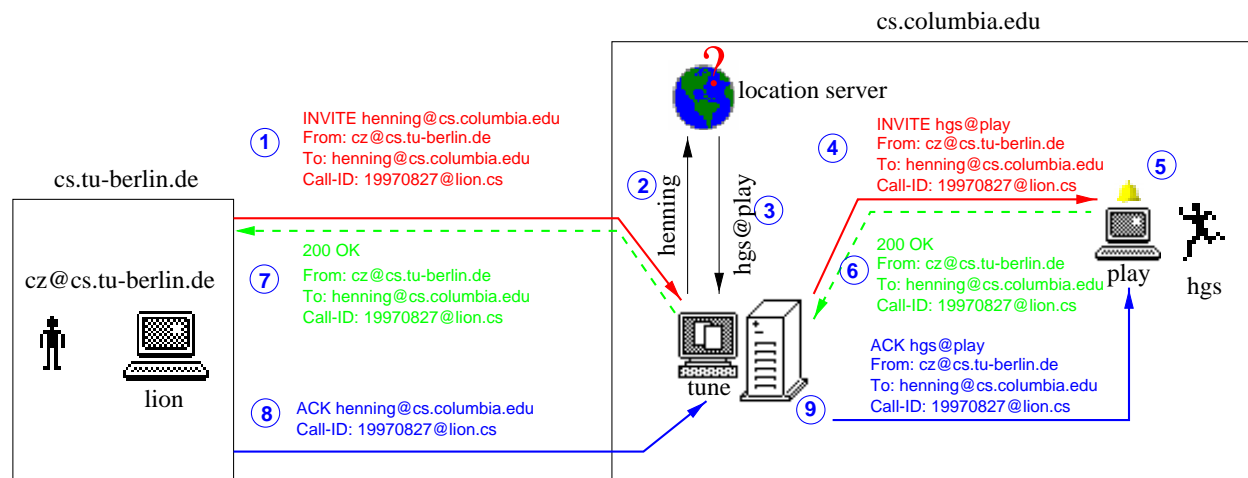 cs.columbia.edu
?
location server
1
INVITE henning@cs.columbia.edu
From: cz@cs.tu-berlin.de
To: henning@cs.columbia.edu
Call-ID: 19970827@lion.cs
4
INVITE hgs@play
From: cz@cs.tu-berlin.de
To: henning@cs.columbia.edu
Call-ID: 19970827@lion.cs
5
cs.tu-berlin.de
2
henning
hgs@play
3
7
200 OK
From: cz@cs.tu-berlin.de
To: henning@cs.columbia.edu
Call-ID: 19970827@lion.cs
6
200 OK
From: cz@cs.tu-berlin.de
To: henning@cs.columbia.edu
Call-ID: 19970827@lion.cs
play
hgs
cz@cs.tu-berlin.de
lion
tune
8
ACK henning@cs.columbia.edu
Call-ID: 19970827@lion.cs
9
ACK hgs@play
From: cz@cs.tu-berlin.de
To: henning@cs.columbia.edu
Call-ID: 19970827@lion.cs